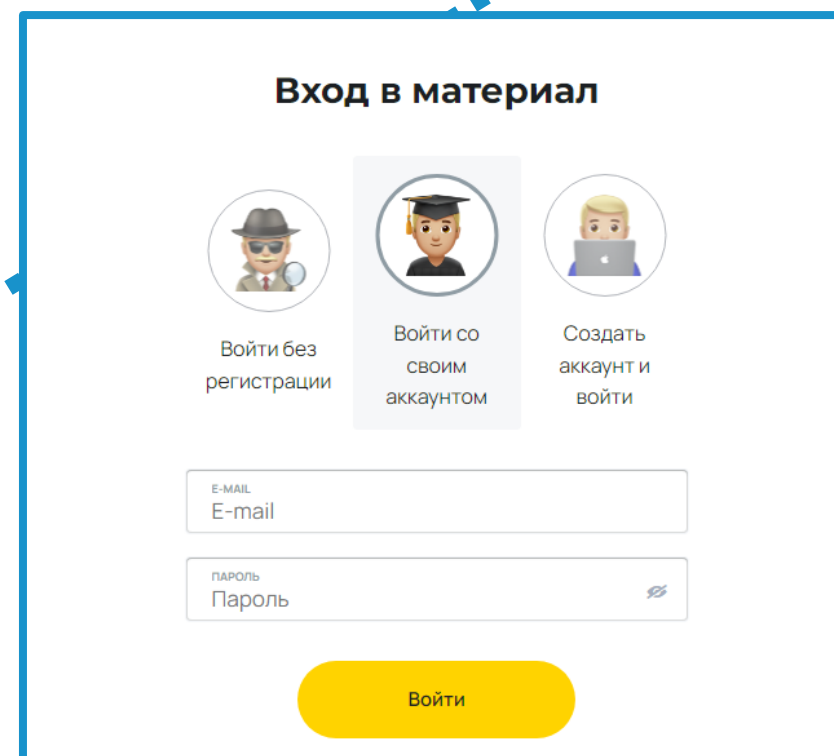 Вход в материал
Войти без
регистрации
Войти со
своим
аккаунтом
Создать
аккаунт и
войти
E-MAIL
E-mail
ПАРОЛЬ
Пароль
Войти